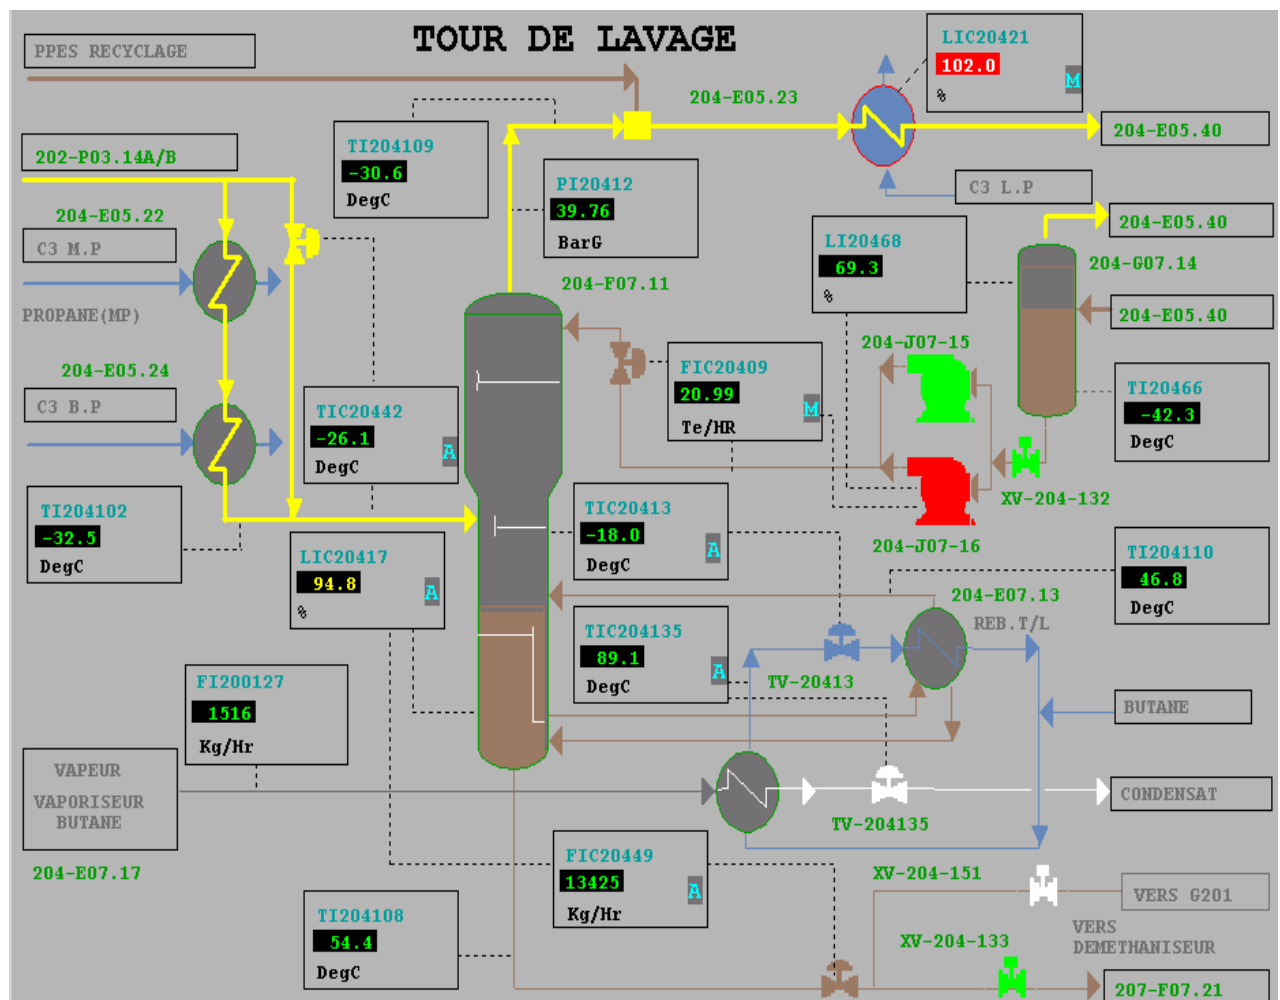 TOUR DE LAVAGE
PPES RECYCLAGE
LIC20421
102.0
%
M
204-E05.23
204-E05.40
TI204109
-30.6
DegC
202-P03.14A/B
PI20412
39.76
BarG
C3 L.P
204-E05.22
C3 M.P
PROPANE(MP)
LI20468
69.3
%
204-E05.40
204-G07.14
204-F07.11
204-E05.40
204-J07-15
204-E05.24
C3 B.P
FIC20409
20.99
Te/HR
M
TI20466
-42.3
DegC
TIC20442
-26.1
DegC
A
XV-204-132
TI204102
-32.5
DegC
TIC20413
-18.0
DegC
A
204-J07-16
LIC20417
94.8
%
A
TI204110
46.8
DegC
204-E07.13
REB.T/L
TIC204135
89.1
DegC
A
TV-20413
FI200127
1516
Kg/Hr
BUTANE
VAPEUR
VAPORISEUR
BUTANE
CONDENSAT
TV-204135
204-E07.17
FIC20449
13425
Kg/Hr
A
XV-204-151
VERS G201
TI204108
54.4
DegC
XV-204-133
VERS
DEMETHANISEUR
207-F07.21